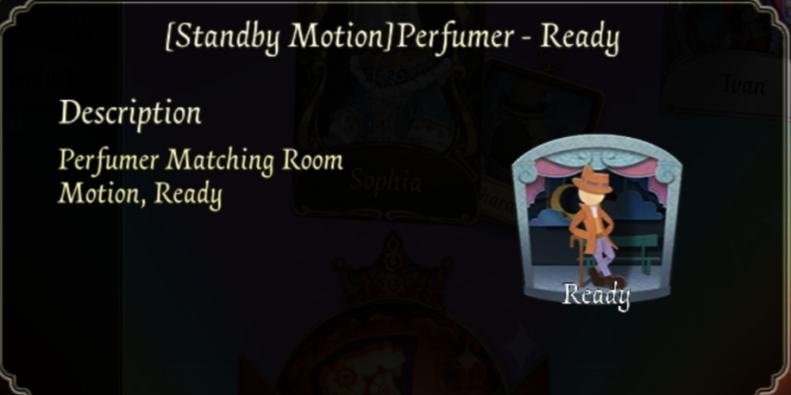 [Standby Motion]Perfumer - Ready
Ivan
Description
Perfumer Matching Room
Motion, Ready
Sophia
Ready